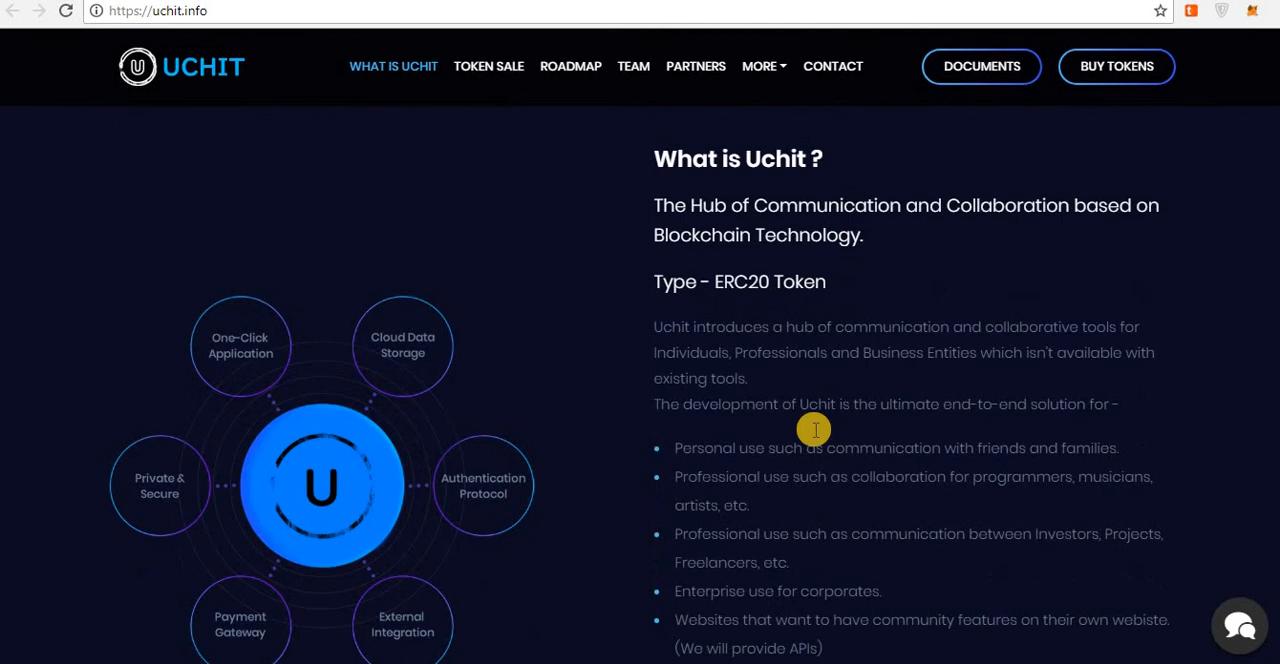 https://uchit.info
t
U UCHIT
WHAT IS UCHIT TOKEN SALE ROADMAP TEAM PARTNERS MORE CONTACT DOCUMENTS BUY TOKENS
What is Uchit ?
The Hub of Communication and Collaboration based on
Blockchain Technology.
Type - ERC20 Token
Uchit introduces a hub of communication and collaborative tools for
Individuals, Professionals and Business Entities which isn't available with
existing tools.
The development of Uchit is the ultimate end-to-end solution for -
Personal use such as communication with friends and families.
Professional use such as collaboration for programmers, musicians,
artists, etc.
Professional use such as communication between Investors, Projects,
Freelancers, etc.
Enterprise use for corporates.
Websites that want to have community features on their own webiste.
(We will provide APIs)
One-Click
Application
Cloud Data
Storage
Private &
Secure
U
Authentication
Protocol
Payment
Gateway
External
Integration